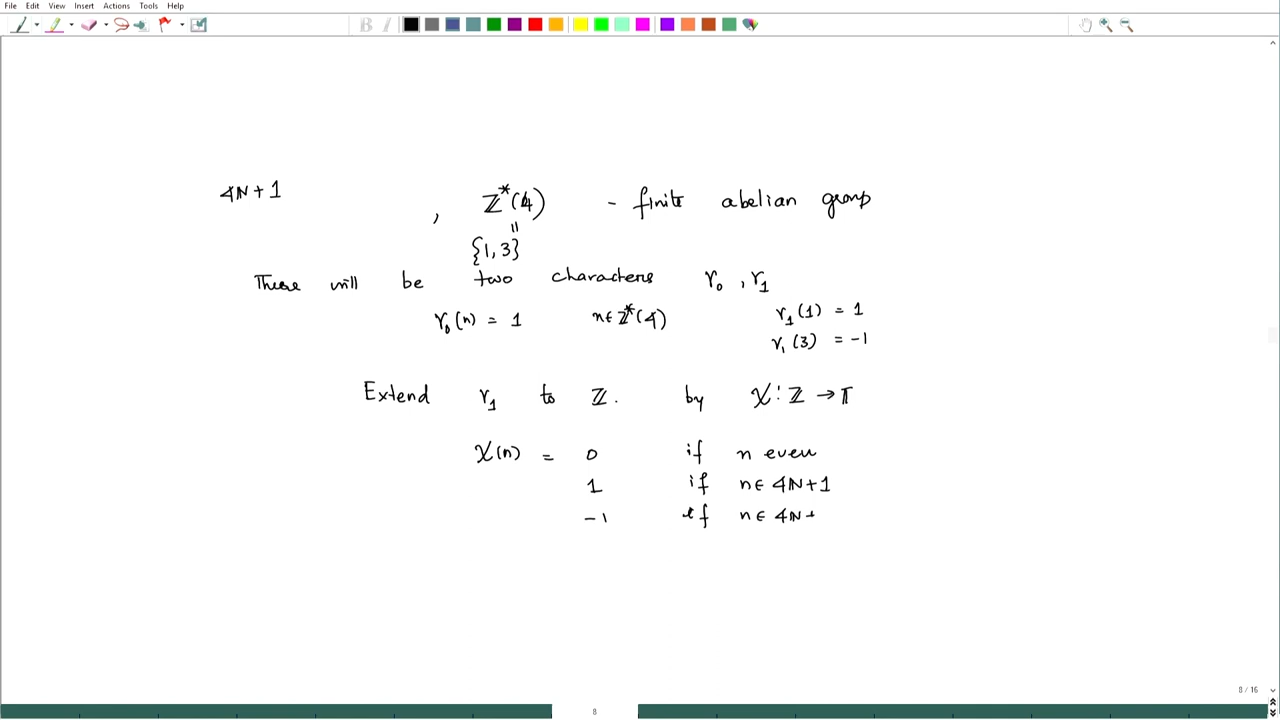 File Edit View Insert Actions Tools Help
B I
4ℕ+1 , ℤ*(4) - finite abelian group
"
{1,3}
There will be two characters γ₀ , γ₁
γ₀(n) = 1 n∈ℤ*(4) γ₁(1) = 1
γ₁(3) = -1
Extend γ₁ to ℤ. by χ:ℤ→𝕋
χ(n) = 0 if n even
1 if n∈ 4ℕ+1
-1 if n∈ 4ℕ+
8 / 16
8